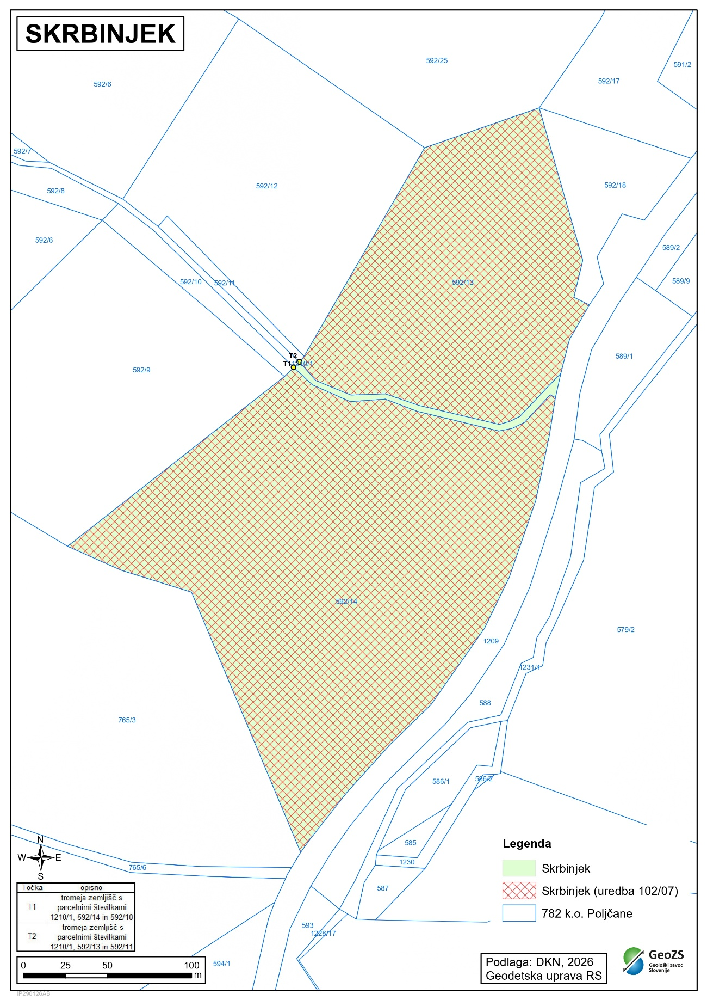 SKRBINJEK
592/25
591/2
592/17
592/6
592/7
592/12
592/18
592/8
592/6
589/2
592/10
592/11
592/13
589/9
T2
T1
1210/1
589/1
592/9
592/14
579/2
1209
1231/1
588
765/3
586/1
586/2
585
1230
765/6
587
593
1228/17
594/1
N
W
E
S
Točka opisno
T1 tromeja zemljišč s
parcelnimi številkami
1210/1, 592/14 in 592/10
T2 tromeja zemljišč s
parcelnimi številkami
1210/1, 592/13 in 592/11
0 25 50 100
m
Legenda
Skrbinjek
Skrbinjek (uredba 102/07)
782 k.o. Poljčane
Podlaga: DKN, 2026
Geodetska uprava RS
GeoZS
Geološki zavod
Slovenije
IP290126AB